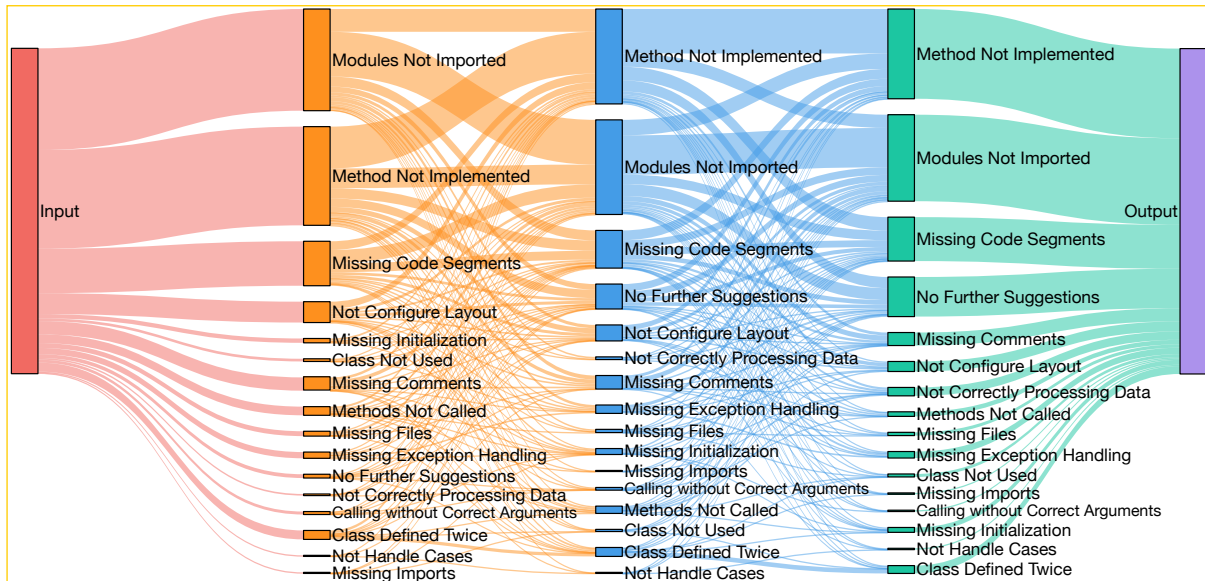 Input
Modules Not Imported
Method Not Implemented
Missing Code Segments
Not Configure Layout
Missing Initialization
Class Not Used
Missing Comments
Methods Not Called
Missing Files
Missing Exception Handling
No Further Suggestions
Not Correctly Processing Data
Calling without Correct Arguments
Class Defined Twice
Not Handle Cases
Missing Imports
Method Not Implemented
Modules Not Imported
Missing Code Segments
No Further Suggestions
Not Configure Layout
Not Correctly Processing Data
Missing Comments
Missing Exception Handling
Missing Files
Missing Initialization
Missing Imports
Calling without Correct Arguments
Methods Not Called
Class Not Used
Class Defined Twice
Not Handle Cases
Method Not Implemented
Modules Not Imported
Missing Code Segments
No Further Suggestions
Missing Comments
Not Configure Layout
Not Correctly Processing Data
Methods Not Called
Missing Files
Missing Exception Handling
Class Not Used
Missing Imports
Calling without Correct Arguments
Missing Initialization
Not Handle Cases
Class Defined Twice
Output